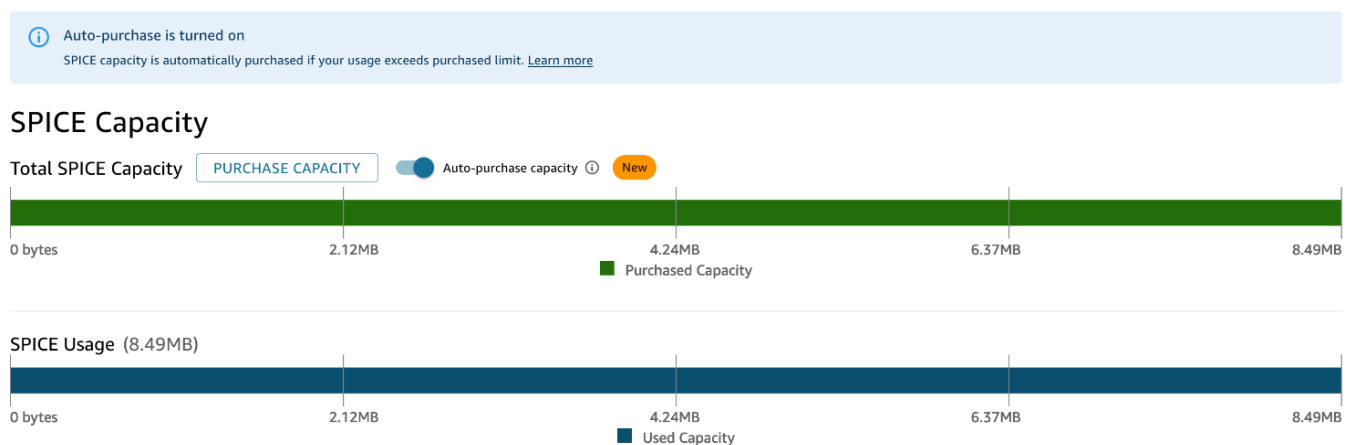 Auto-purchase is turned on
SPICE capacity is automatically purchased if your usage exceeds purchased limit. Learn more
SPICE Capacity
Total SPICE Capacity PURCHASE CAPACITY Auto-purchase capacity New
0 bytes 2.12MB 4.24MB 6.37MB 8.49MB
Purchased Capacity
SPICE Usage (8.49MB)
0 bytes 2.12MB 4.24MB 6.37MB 8.49MB
Used Capacity